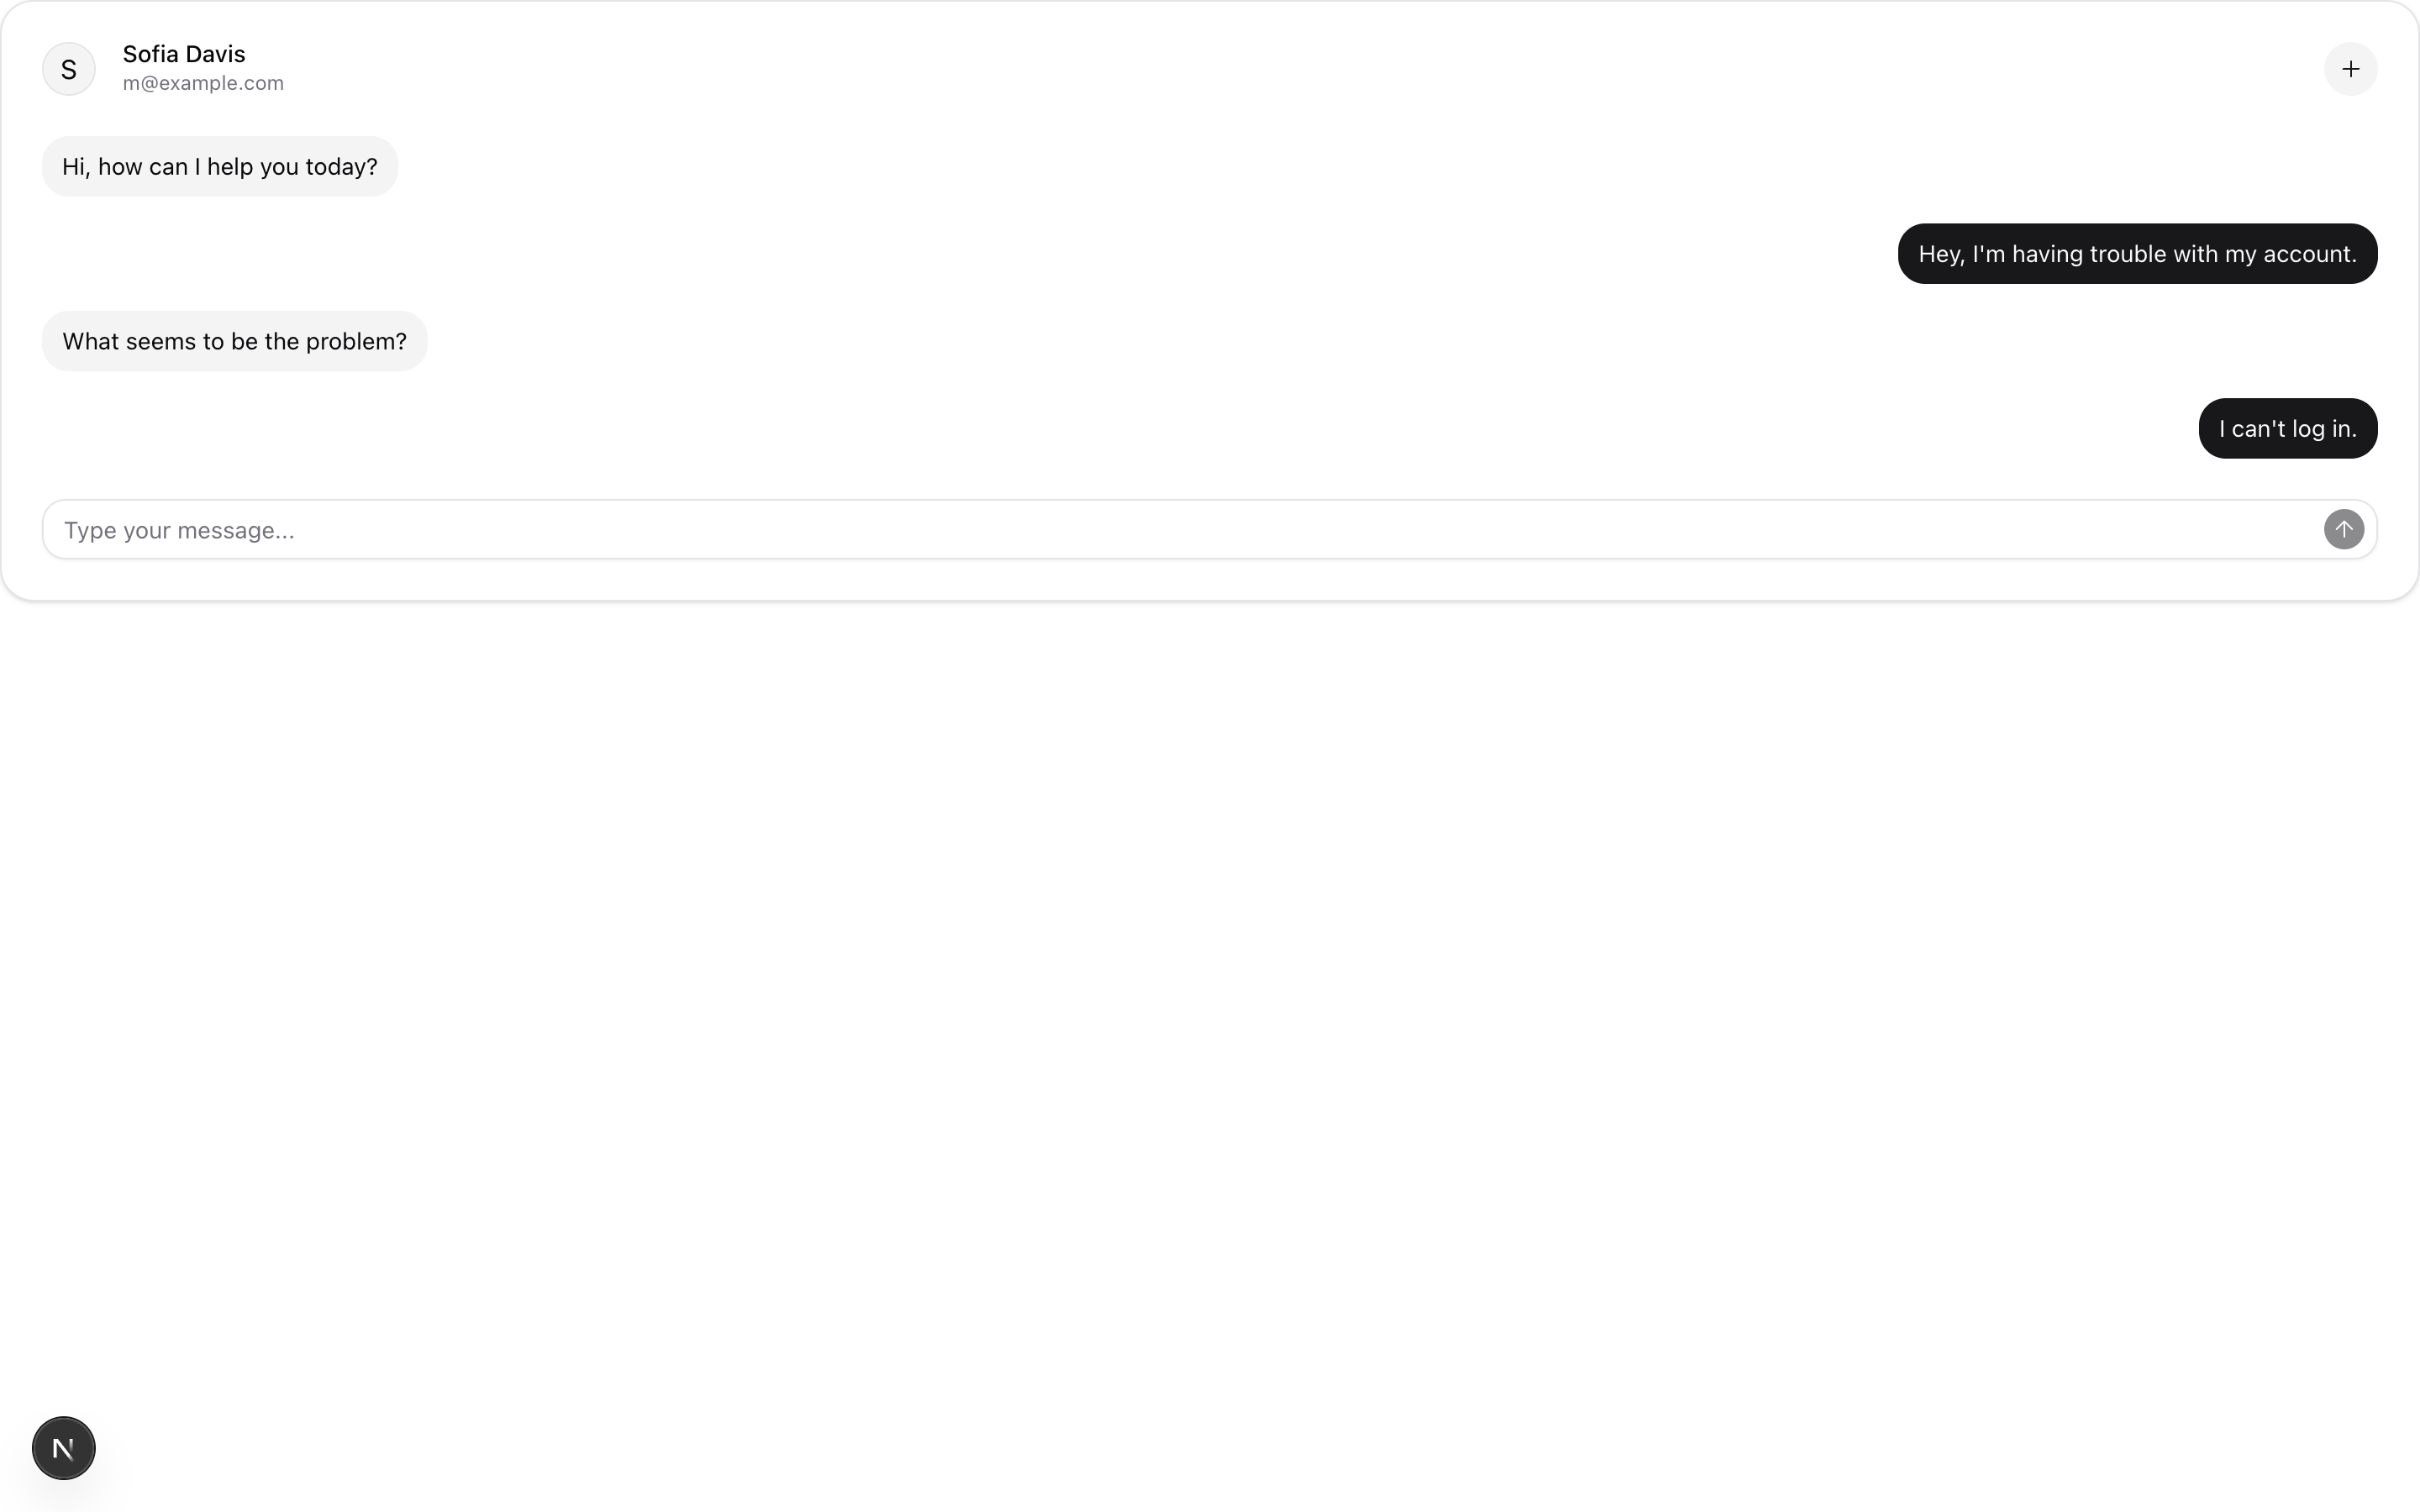 S
Sofia Davis
m@example.com
Hi, how can I help you today?
Hey, I'm having trouble with my account.
What seems to be the problem?
I can't log in.
Type your message...
N